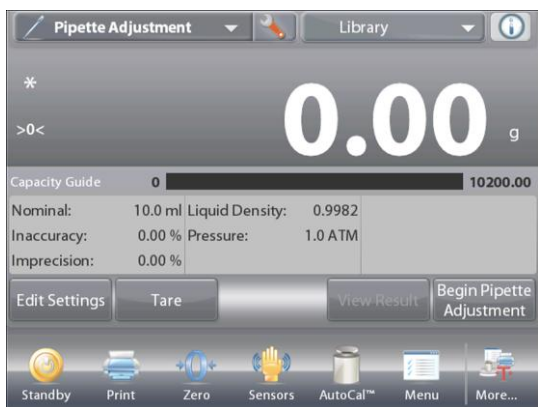 Pipette Adjustment Library
*
>0< 0.00 g
Capacity Guide 0 10200.00
Nominal: 10.0 ml Liquid Density: 0.9982
Inaccuracy: 0.00 % Pressure: 1.0 ATM
Imprecision: 0.00 %
Edit Settings Tare View Result Begin Pipette Adjustment
Standby Print Zero Sensors AutoCal™ Menu More...